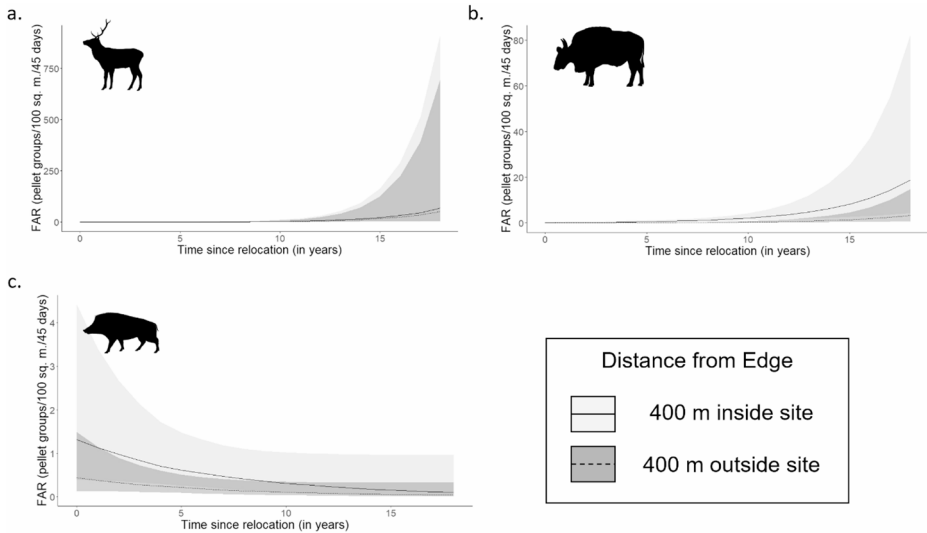 a.
FAR (pellet groups/100 sq. m./45 days)
750
500
250
0
0 5 10 15
Time since relocation (in years)
b.
FAR (pellet groups/100 sq. m./45 days)
80
60
40
20
0
0 5 10 15
Time since relocation (in years)
c.
FAR (pellet groups/100 sq. m./45 days)
4
3
2
1
0
0 5 10 15
Time since relocation (in years)
Distance from Edge
400 m inside site
400 m outside site